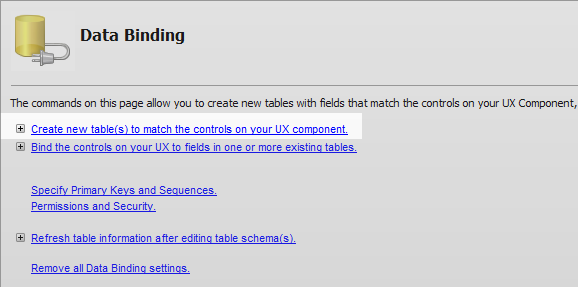 Data Binding
The commands on this page allow you to create new tables with fields that match the controls on your UX Component,
Create new table(s) to match the controls on your UX component.
Bind the controls on your UX to fields in one or more existing tables.
Specify Primary Keys and Sequences.
Permissions and Security.
Refresh table information after editing table schema(s).
Remove all Data Binding settings.